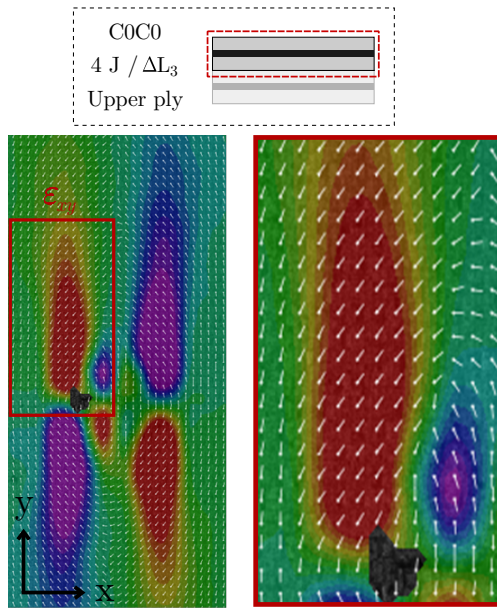 C0C0
4 J / ΔL₃
Upper ply
εxy
y
x